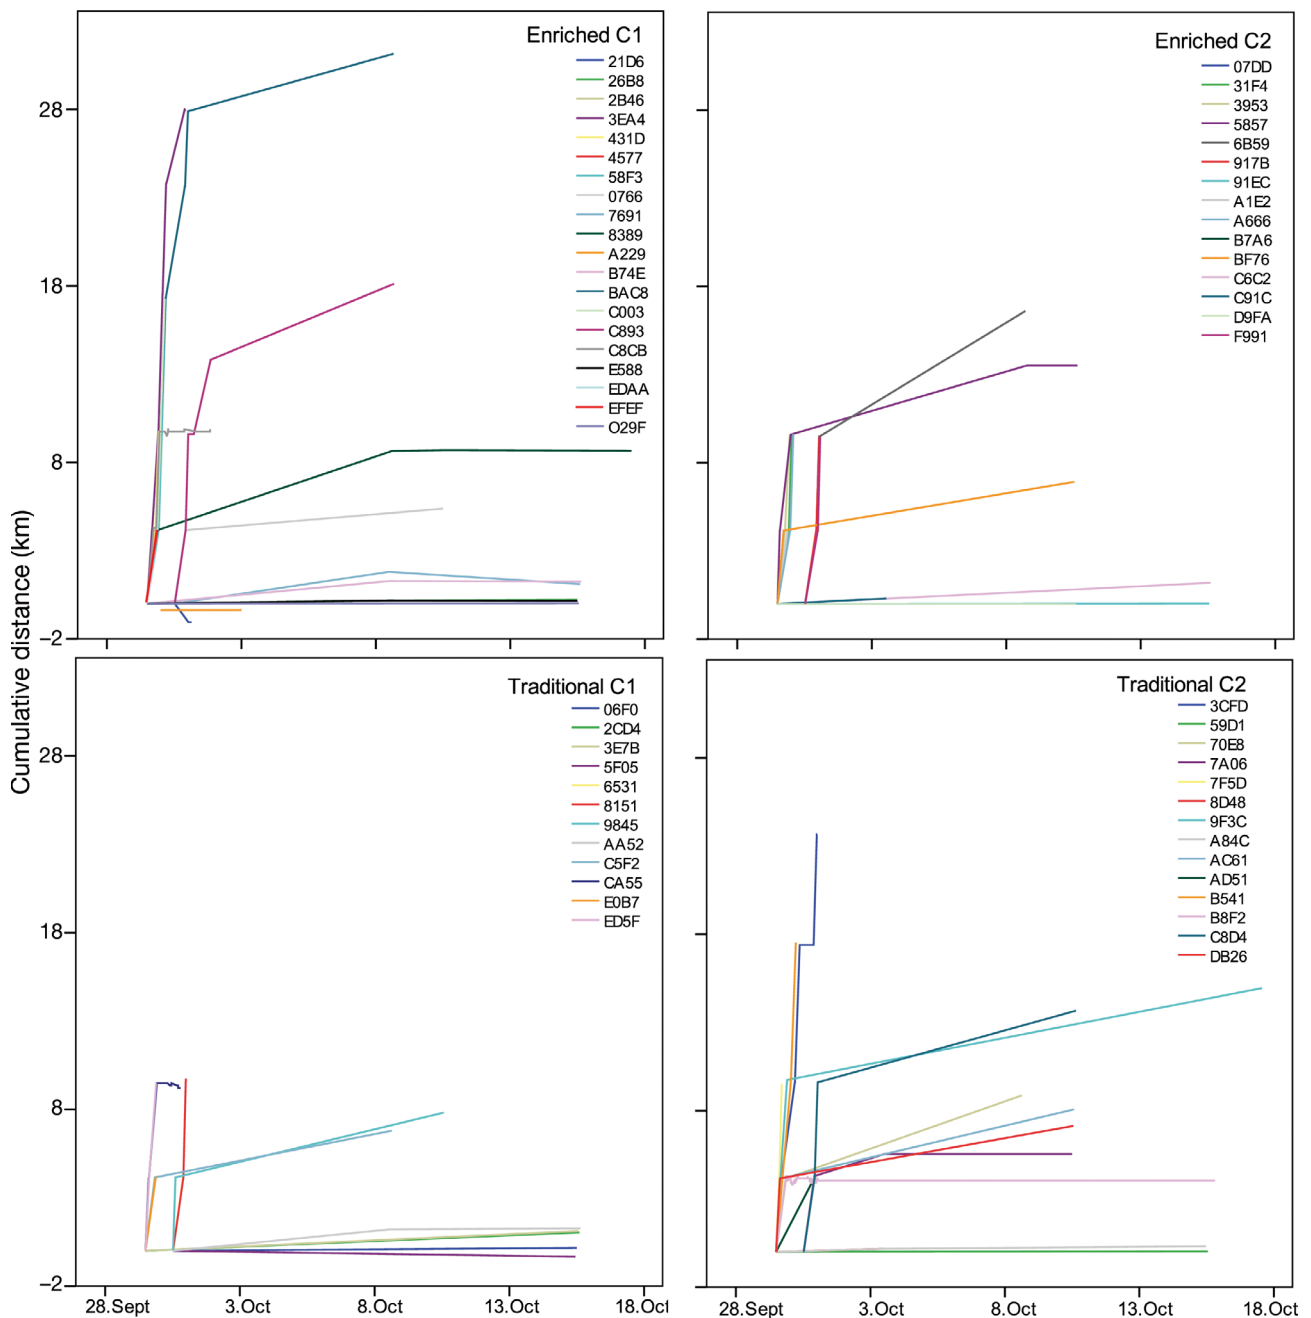 Cumulative distance (km)
Enriched C1
21D6
26B8
2B46
3EA4
431D
4577
58F3
0766
7691
8389
A229
B74E
BAC8
C003
C893
C8CB
E588
EDAA
EFEF
O29F
28
18
8
–2
Enriched C2
07DD
31F4
3953
5857
6B59
917B
91EC
A1E2
A666
B7A6
BF76
C6C2
C91C
D9FA
F991
Traditional C1
06F0
2CD4
3E7B
5F05
6531
8151
9845
AA52
C5F2
CA55
E0B7
ED5F
28
18
8
–2
28.Sept 3.Oct 8.Oct 13.Oct 18.Oct
Traditional C2
3CFD
59D1
70E8
7A06
7F5D
8D48
9F3C
A84C
AC61
AD51
B541
B8F2
C8D4
DB26
28.Sept 3.Oct 8.Oct 13.Oct 18.Oct